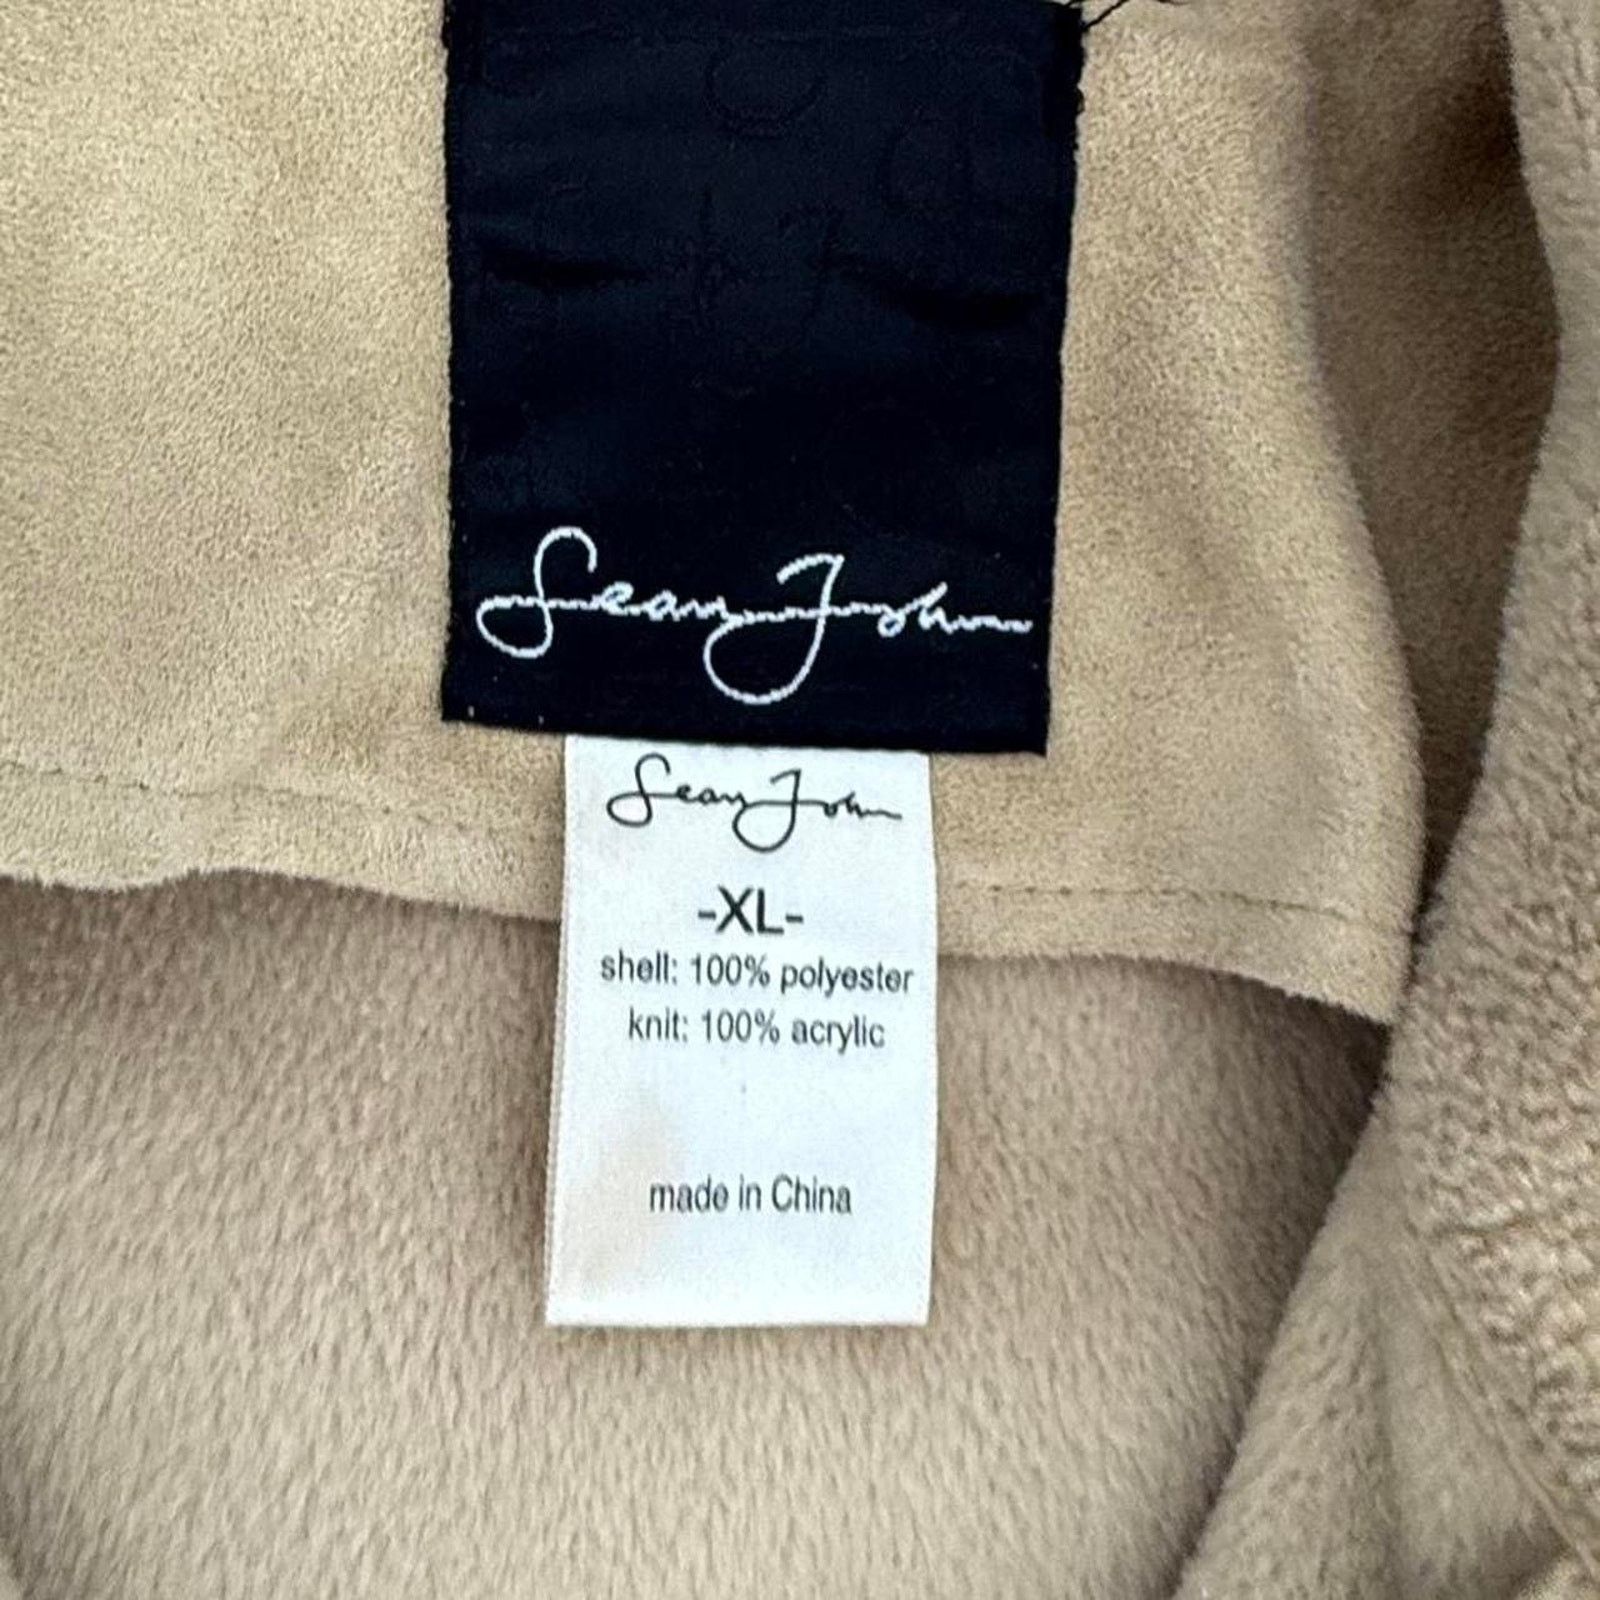 Sean John
Sean John
-XL-
shell: 100% polyester
knit: 100% acrylic
made in China